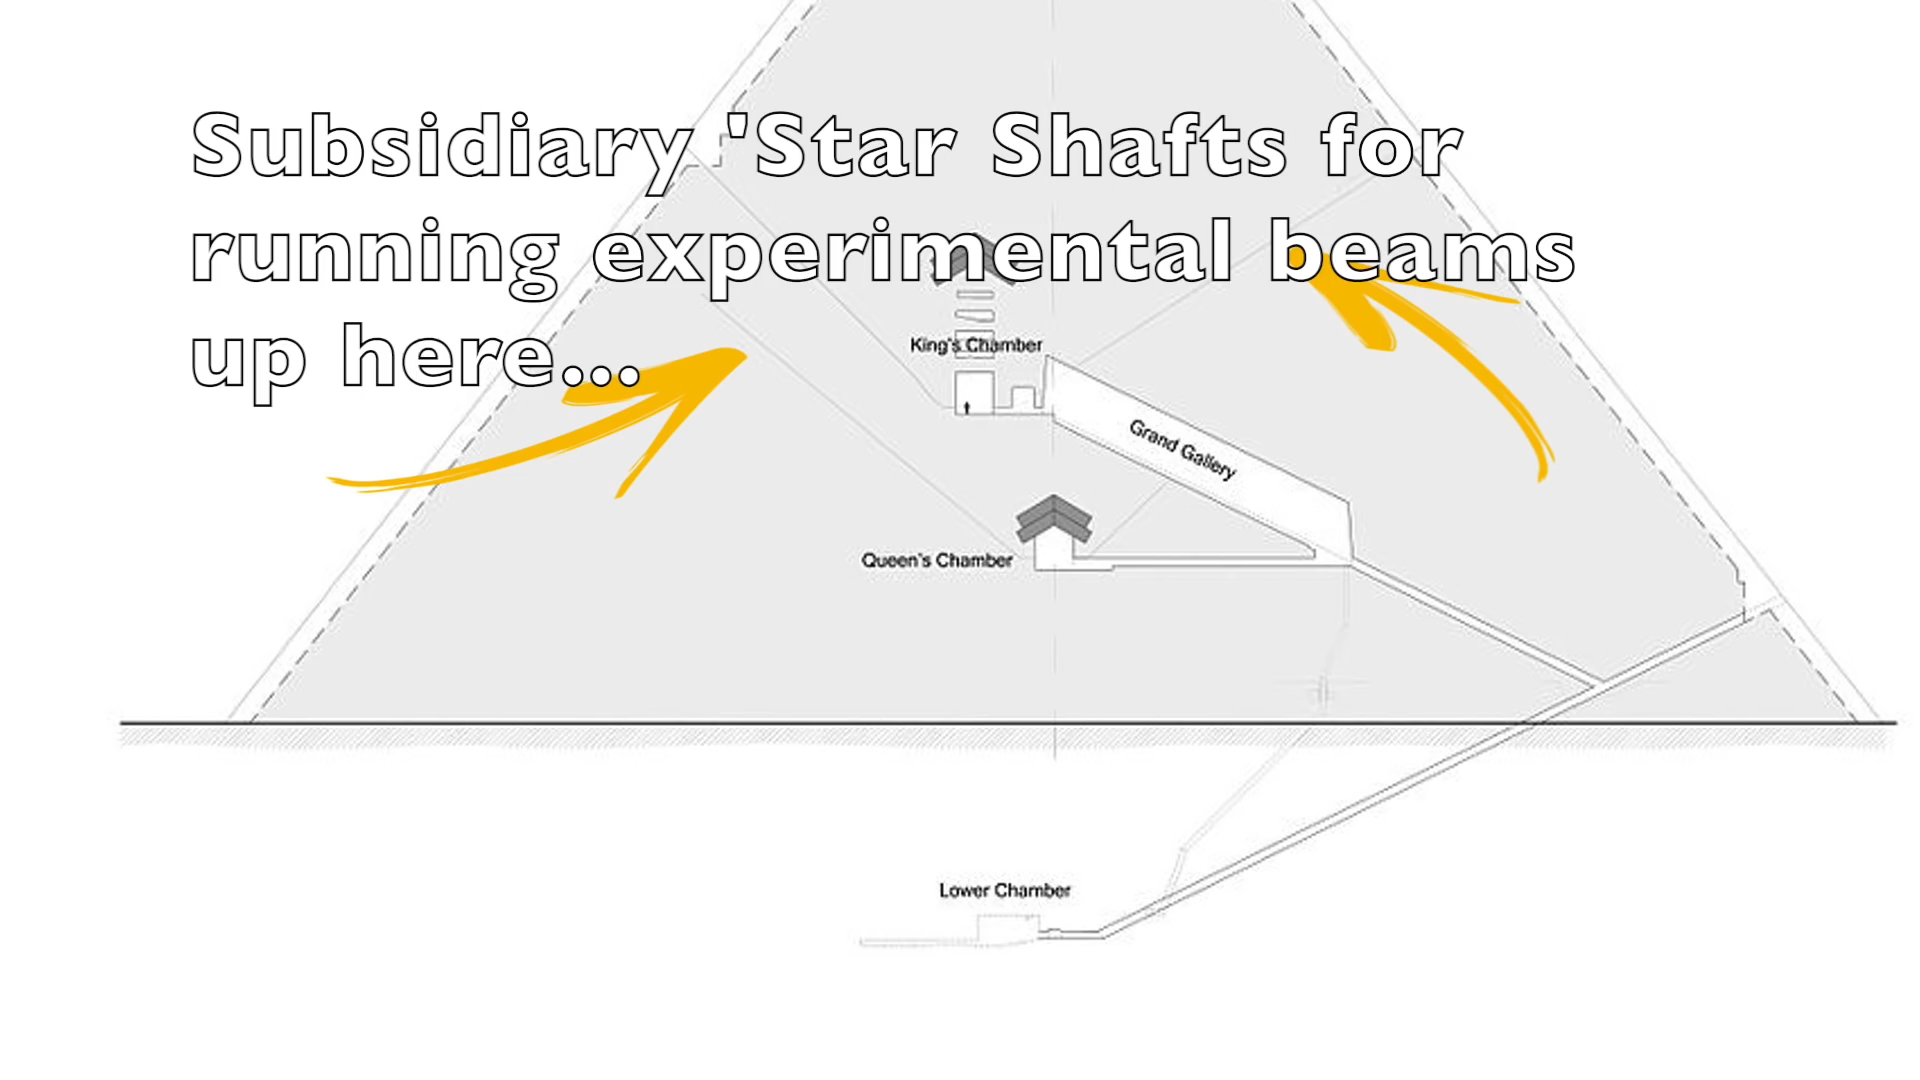 Subsidiary 'Star Shafts for
running experimental beams
up here...
King's Chamber
Grand Gallery
Queen's Chamber
Lower Chamber